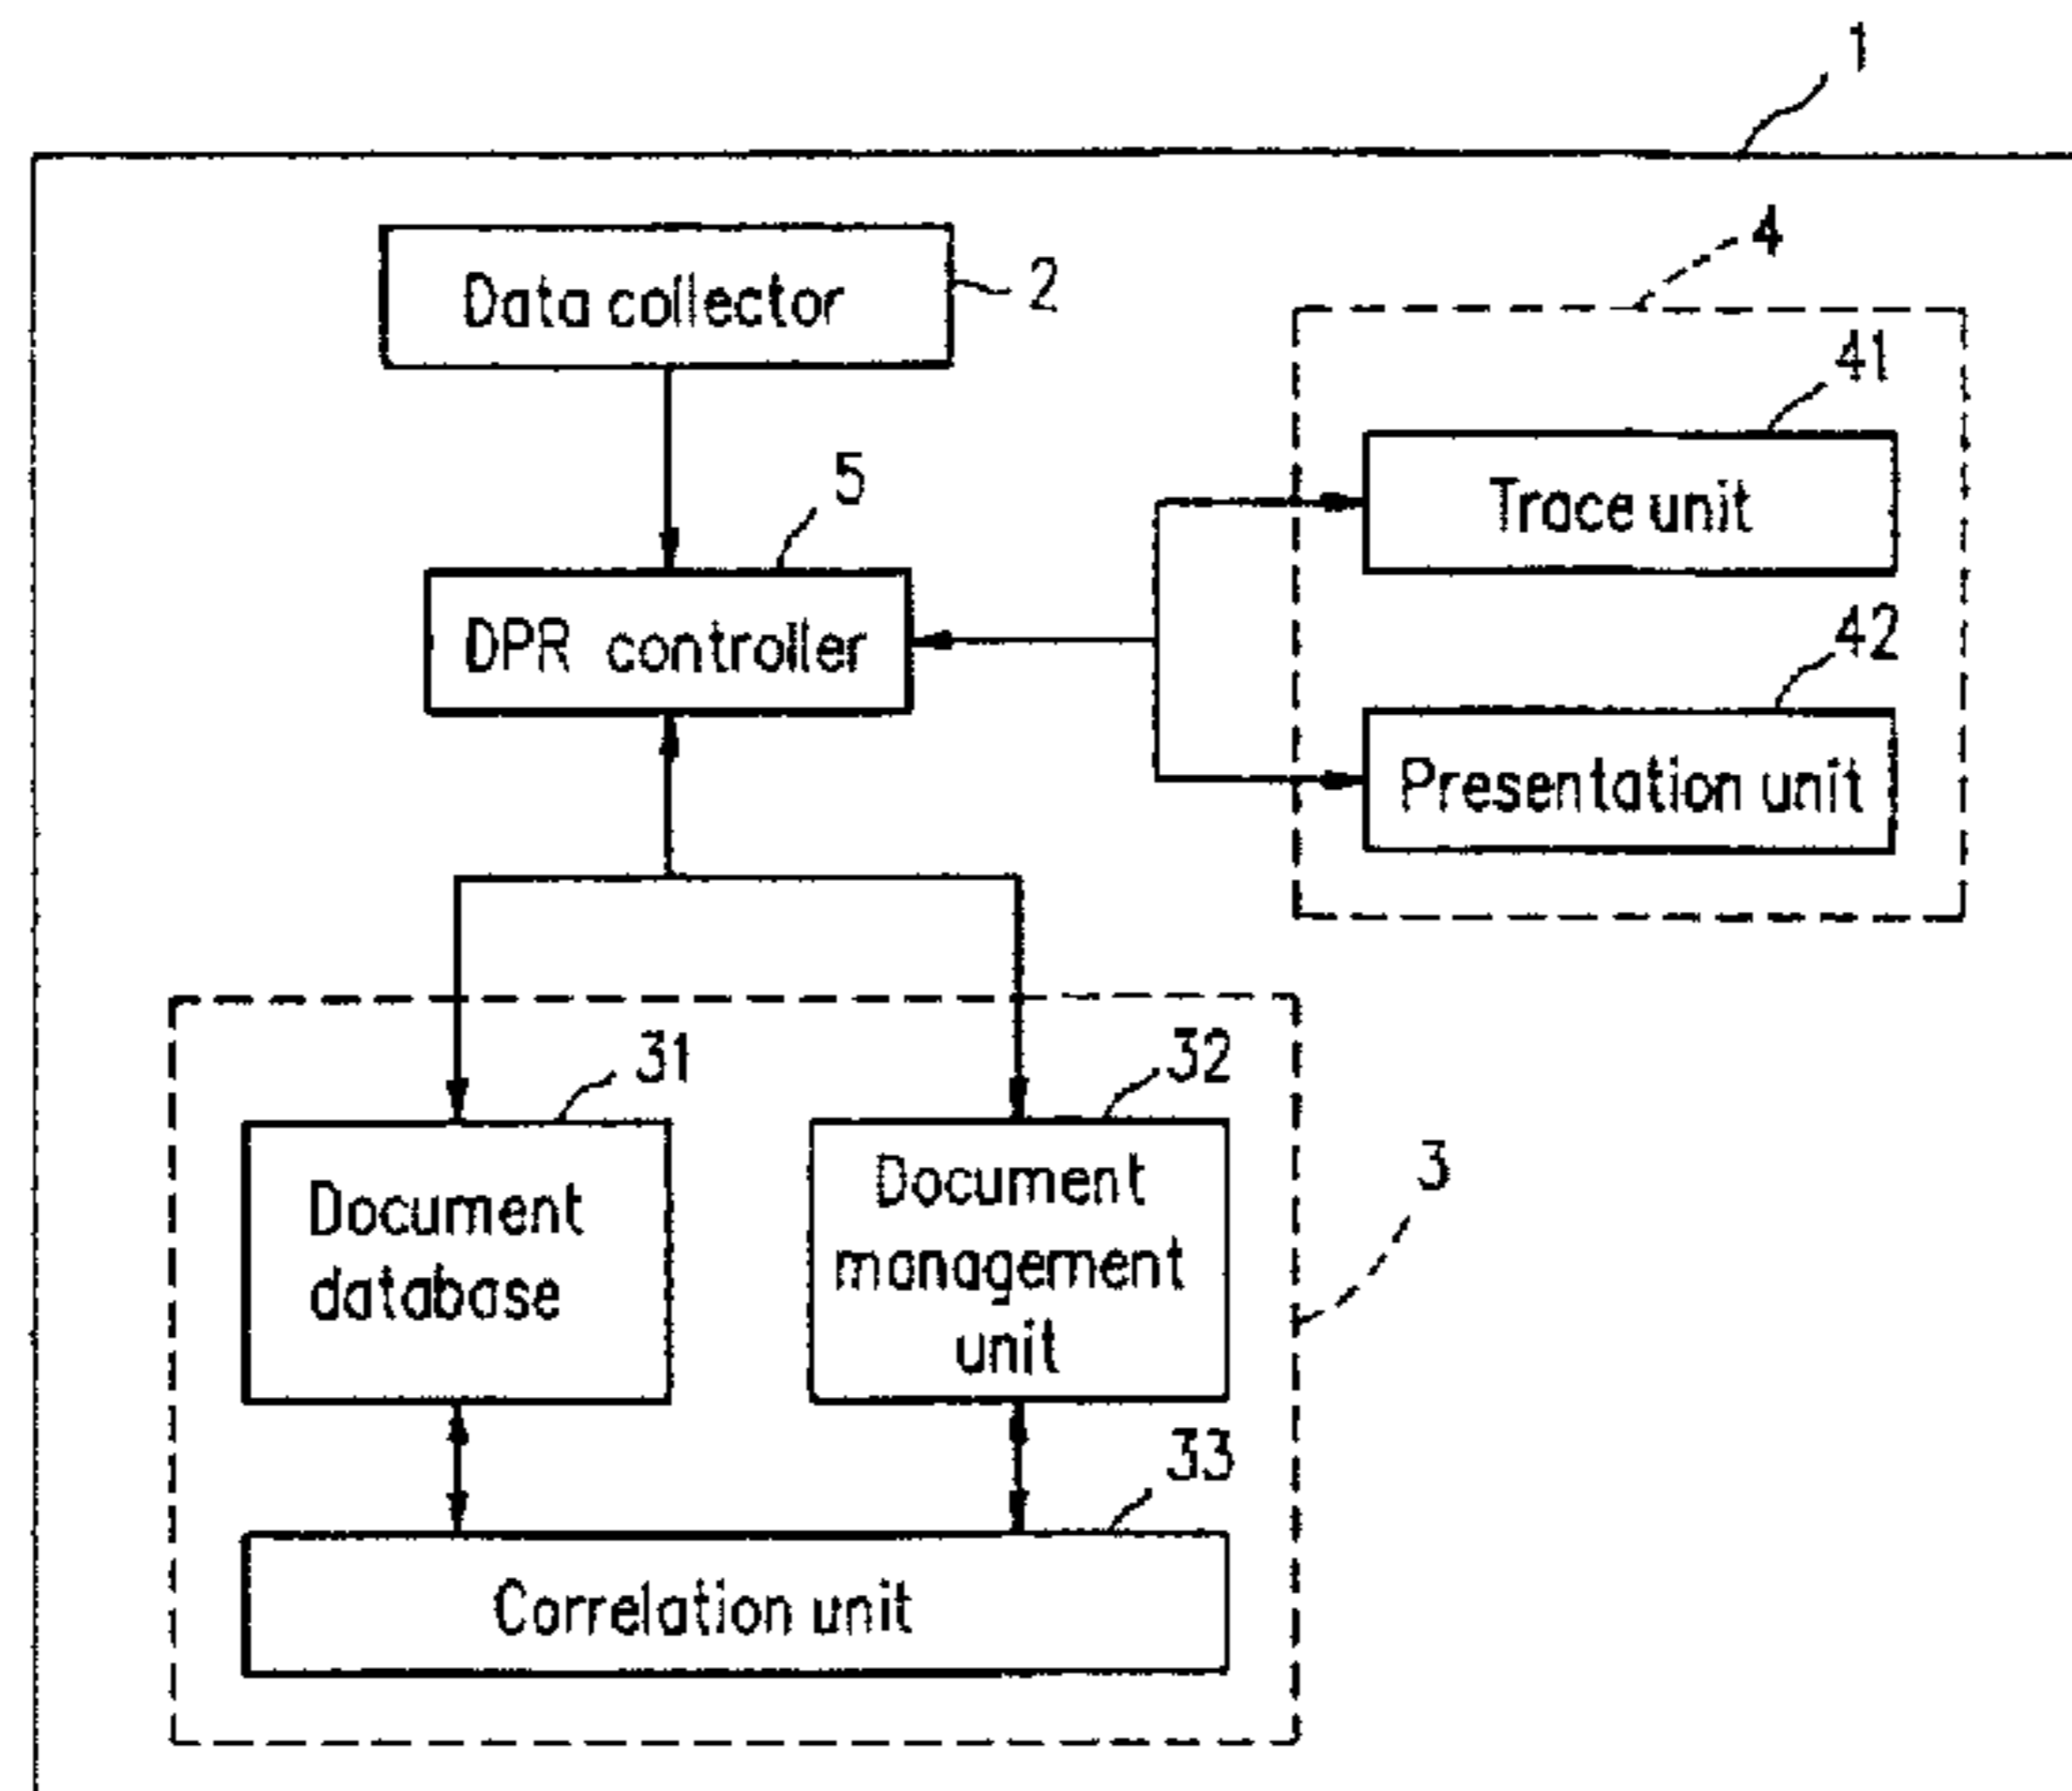 1
Data collector
2
4
41
Trace unit
5
DPR controller
42
Presentation unit
31
Document
database
32
Document
management
unit
3
33
Correlation unit